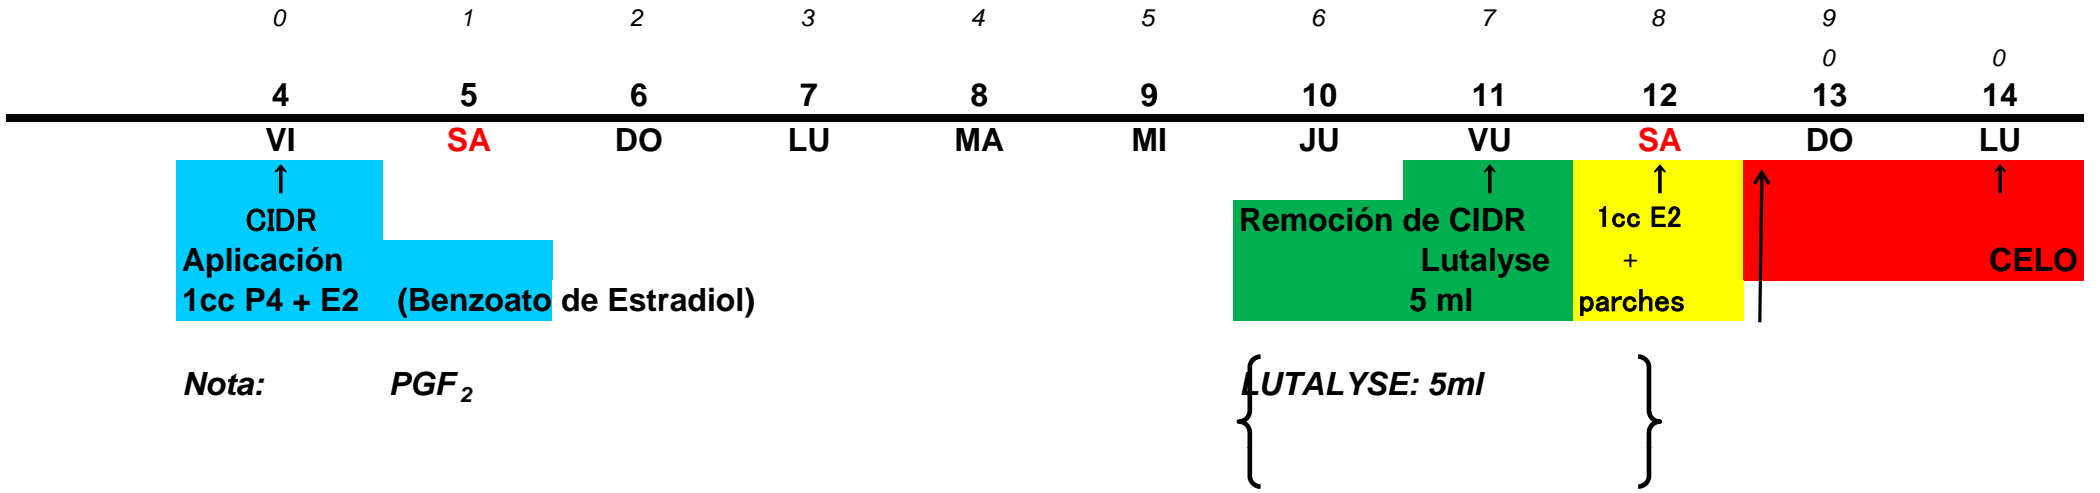 0 1 2 3 4 5 6 7 8 9
0 0
4 5 6 7 8 9 10 11 12 13 14
VI SA DO LU MA MI JU VU SA DO LU
↑ ↑ ↑ ↑ ↑
CIDR Remoción de CIDR 1cc E2
Aplicación Lutalyse + CELO
1cc P4 + E2 (Benzoato de Estradiol) 5 ml parches
Nota: PGF₂ LUTALYSE: 5ml